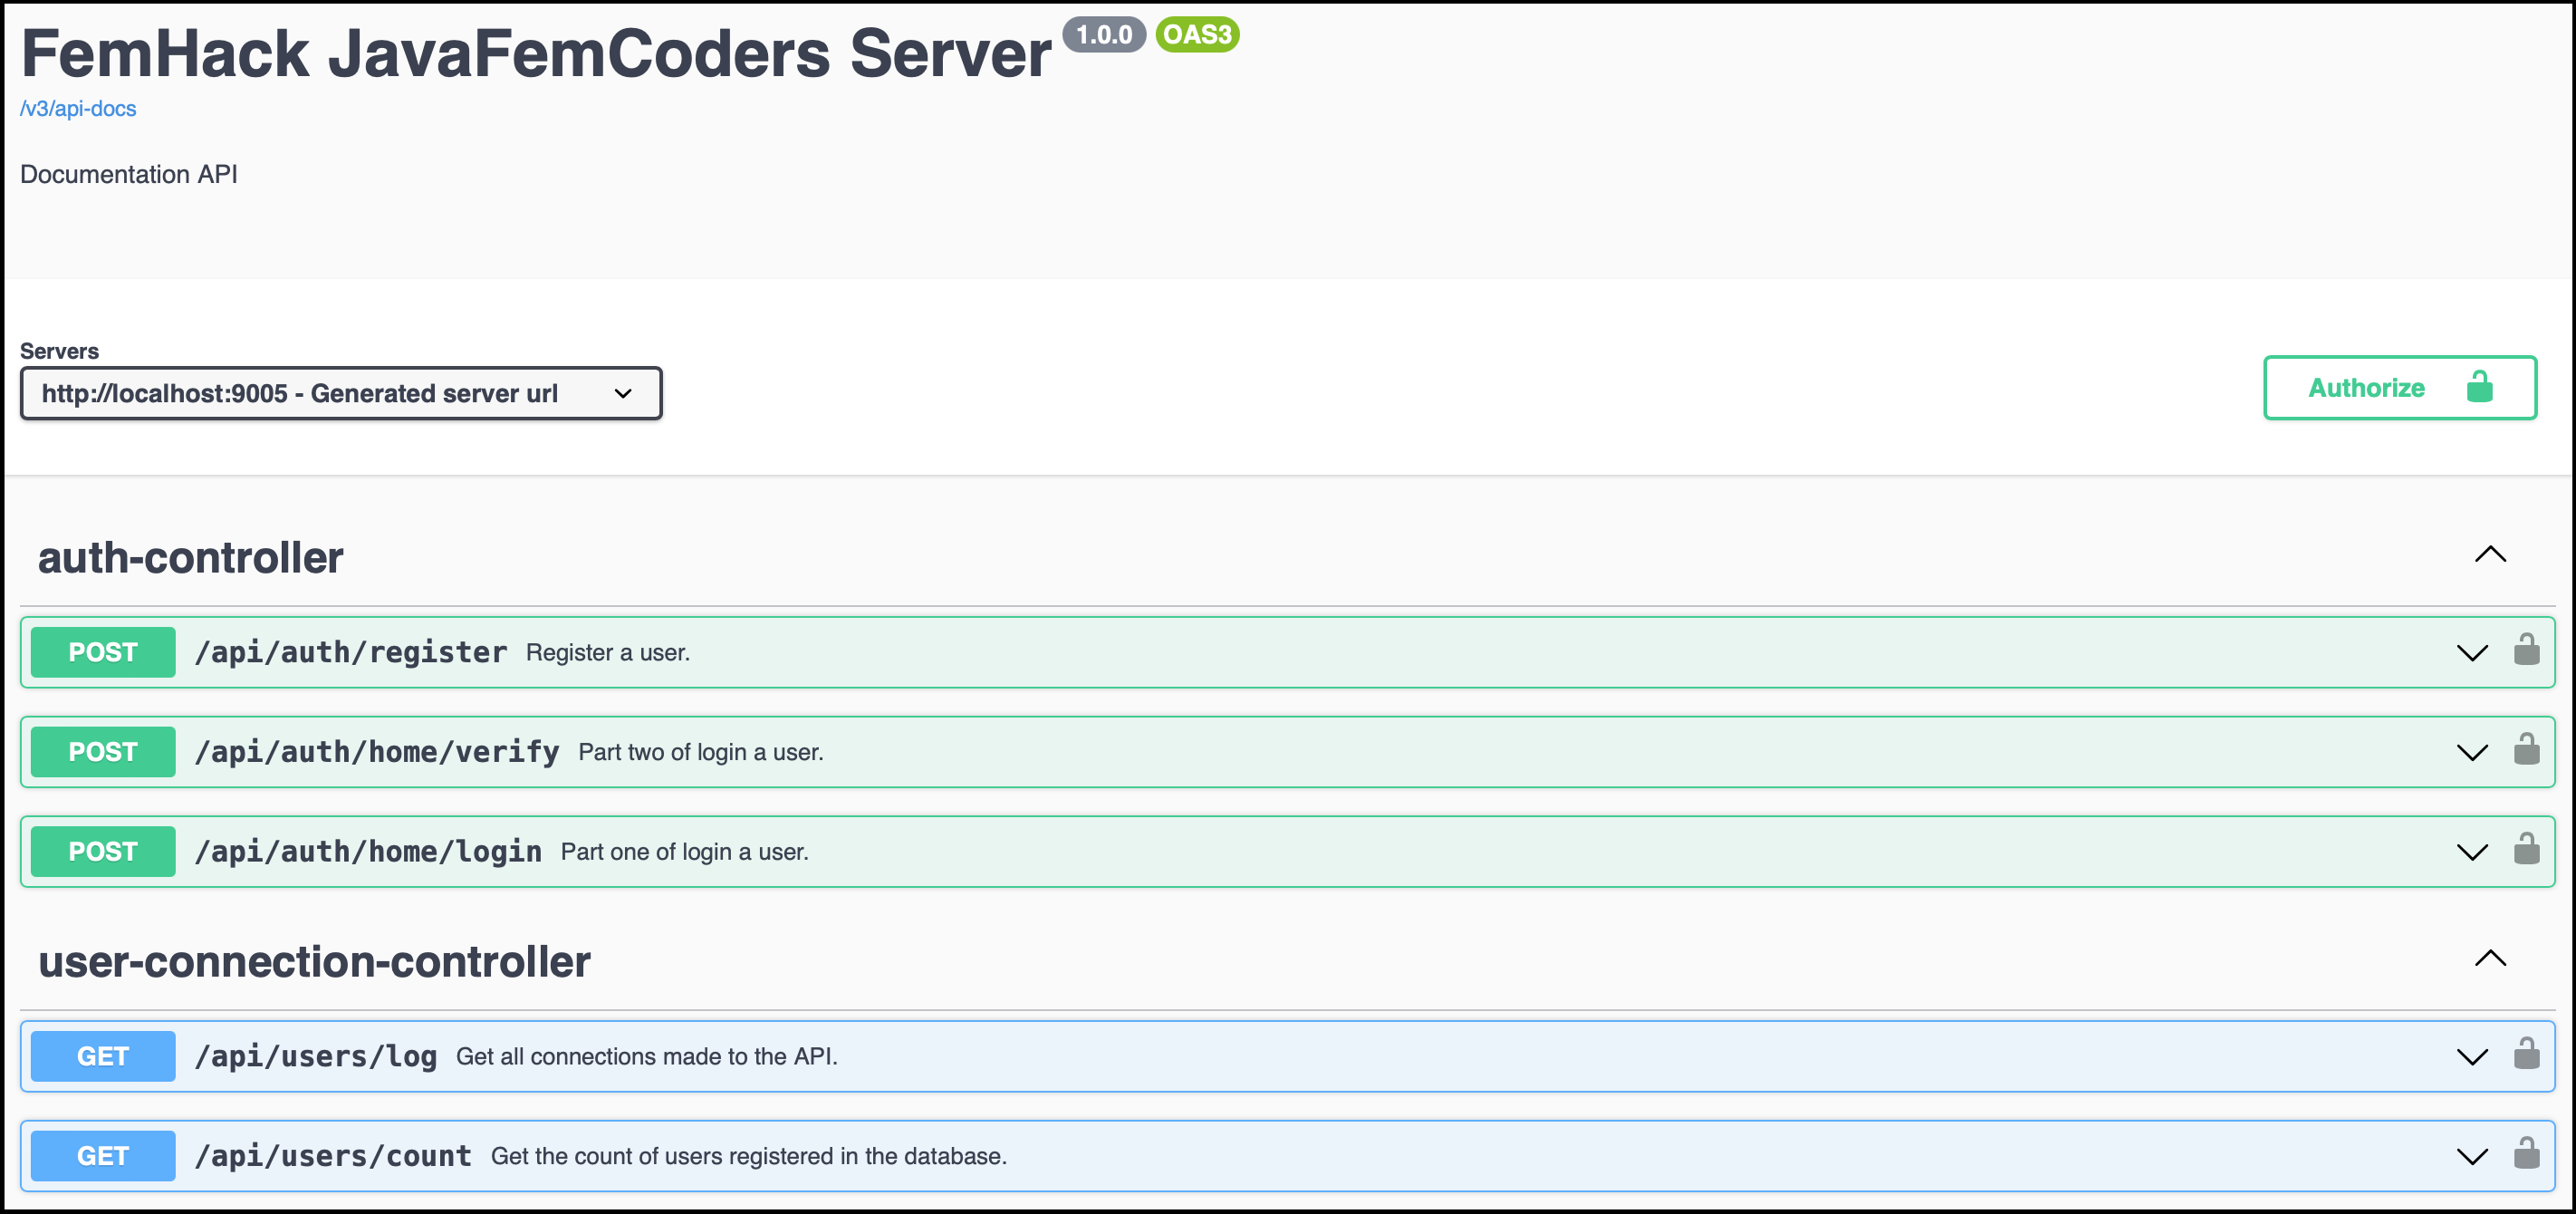 FemHack JavaFemCoders Server 1.0.0 OAS3
/v3/api-docs
Documentation API
Servers
http://localhost:9005 - Generated server url
Authorize
auth-controller
POST /api/auth/register Register a user.
POST /api/auth/home/verify Part two of login a user.
POST /api/auth/home/login Part one of login a user.
user-connection-controller
GET /api/users/log Get all connections made to the API.
GET /api/users/count Get the count of users registered in the database.